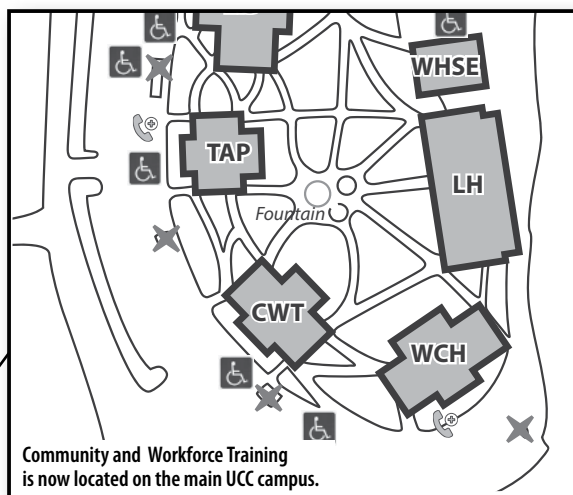 WHSE
TAP
LH
Fountain
CWT
WCH
Community and Workforce Training
is now located on the main UCC campus.